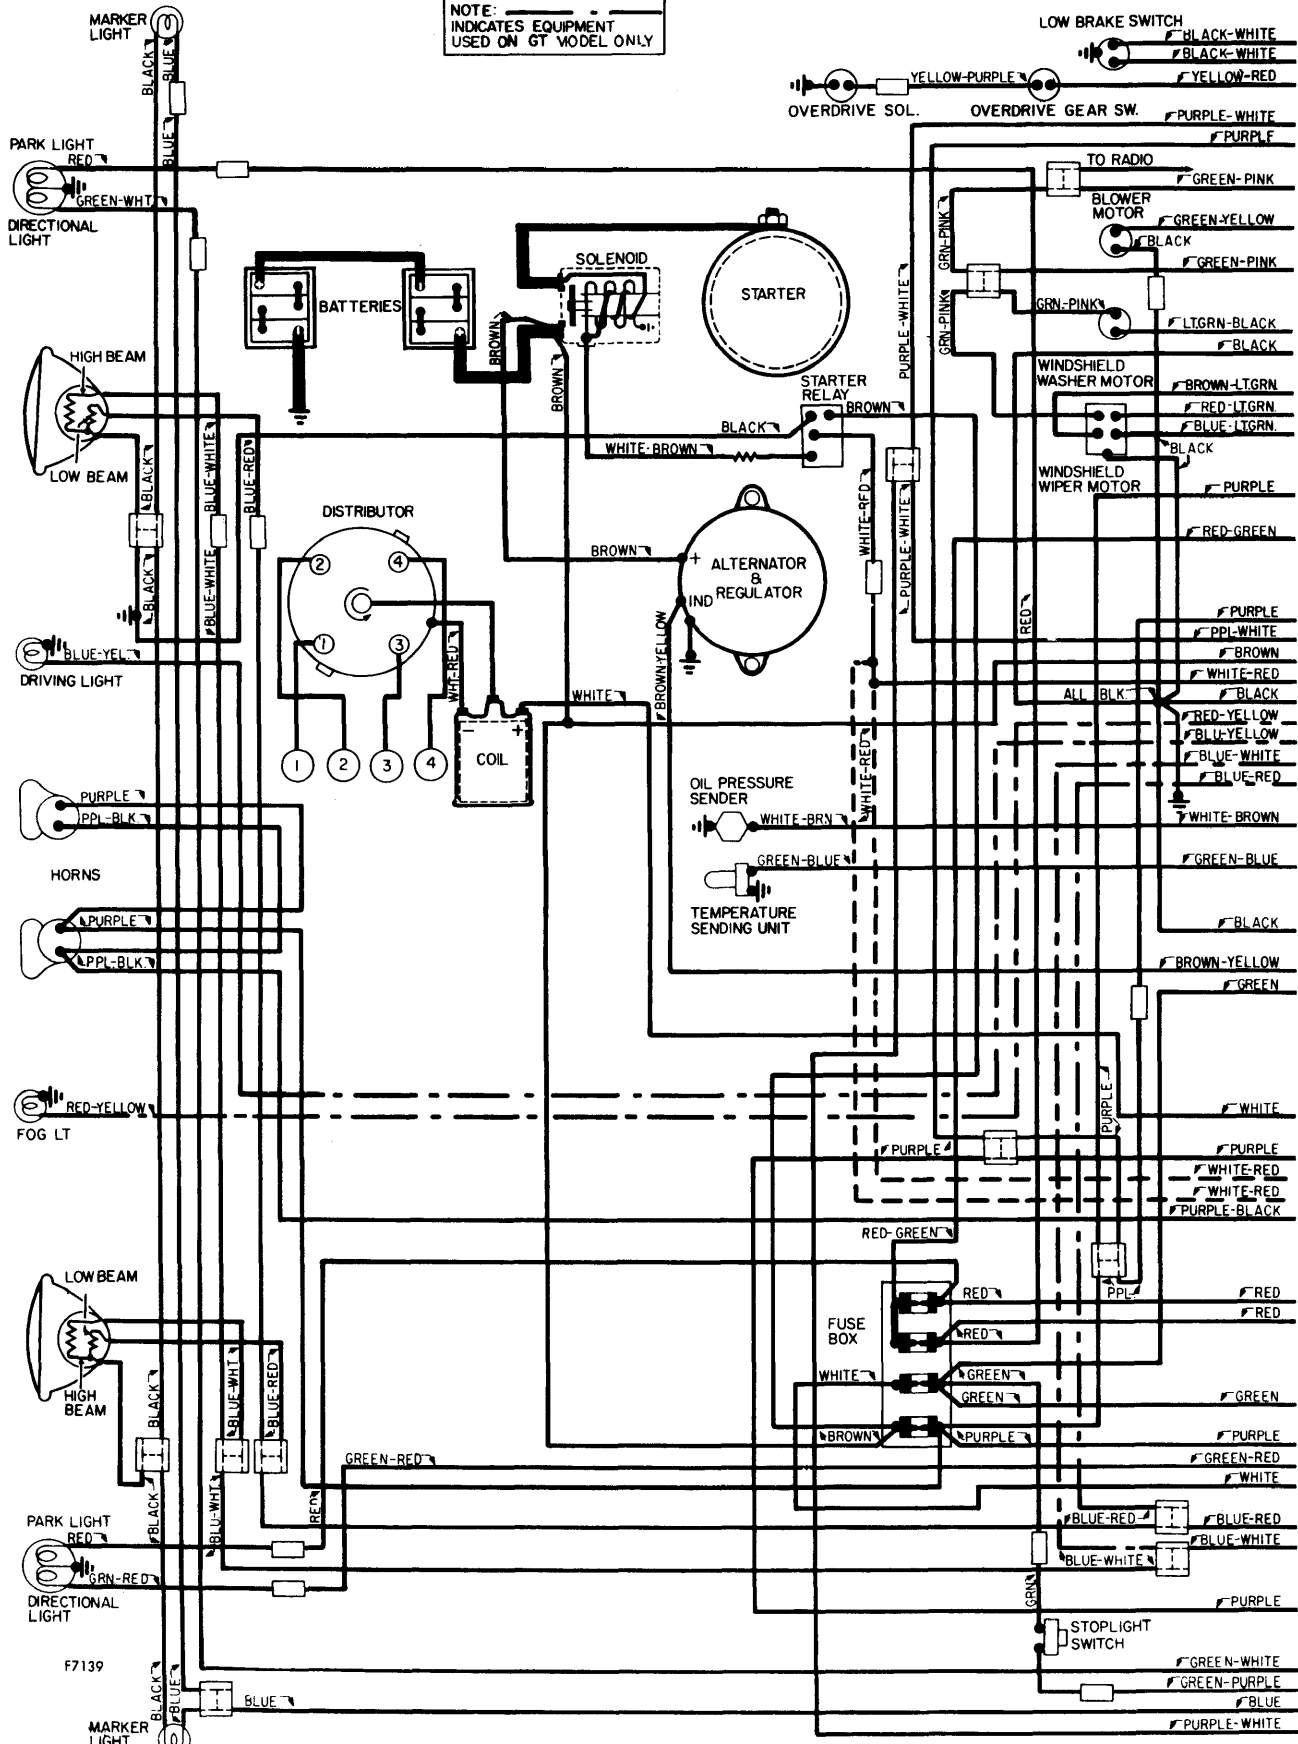 NOTE:
INDICATES EQUIPMENT
USED ON GT MODEL ONLY
MARKER
LIGHT
BLACK
BLUE
BLUE
LOW BRAKE SWITCH
BLACK-WHITE
BLACK-WHITE
YELLOW-PURPLE
YELLOW-RED
OVERDRIVE SOL.
OVERDRIVE GEAR SW.
PURPLE-WHITE
PURPLE
PARK LIGHT
RED
GREEN-WHT.
DIRECTIONAL
LIGHT
TO RADIO
GREEN-PINK
BLOWER
MOTOR
GREEN-YELLOW
BLACK
GRN-PINK
GREEN-PINK
GRN-PINK
GRN-PINK
LT.GRN-BLACK
BLACK
PURPLE-WHITE
BATTERIES
SOLENOID
STARTER
BROWN
BROWN
WINDSHIELD
WASHER MOTOR
STARTER
RELAY
BROWN
BLACK
WHITE-BROWN
BROWN-LT.GRN.
RED-LT.GRN.
BLUE-LT.GRN.
BLACK
WINDSHIELD
WIPER MOTOR
PURPLE
HIGH BEAM
LOW BEAM
BLACK
BLUE-WHITE
BLUE-RED
BLACK
BLUE-WHITE
DISTRIBUTOR
2
4
1
3
1
2
3
4
WHT-RED
BROWN
+
ALTERNATOR
&
REGULATOR
IND
BROWN-YELLOW
WHITE-RED
PURPLE-WHITE
RED-GREEN
RED
PURPLE
PPL-WHITE
BROWN
WHITE-RED
ALL BLK.
BLACK
RED-YELLOW
BLU-YELLOW
BLUE-WHITE
BLUE-RED
BLUE-YEL.
DRIVING LIGHT
WHITE
-
+
COIL
WHITE-RED
OIL PRESSURE
SENDER
WHITE-BRN
WHITE-BROWN
GREEN-BLUE
GREEN-BLUE
TEMPERATURE
SENDING UNIT
PURPLE
PPL-BLK.
HORNS
PURPLE
PPL-BLK.
BLACK
BROWN-YELLOW
GREEN
RED-YELLOW
FOG LT
PURPLE
WHITE
PURPLE
PURPLE
WHITE-RED
WHITE-RED
PURPLE-BLACK
RED-GREEN
PPL
RED
RED
RED
RED
FUSE
BOX
WHITE
GREEN
GREEN
GREEN
BROWN
PURPLE
PURPLE
LOW BEAM
HIGH
BEAM
BLACK
BLUE-WHT
BLUE-RED
GREEN-RED
GREEN-RED
WHITE
BLACK
BLU-WHT
RED
BLUE-RED
BLUE-RED
BLUE-WHITE
BLUE-WHITE
PARK LIGHT
RED
GRN-RED
DIRECTIONAL
LIGHT
GRN
PURPLE
STOPLIGHT
SWITCH
F7139
BLACK
BLUE
BLUE
GREEN-WHITE
GREEN-PURPLE
BLUE
PURPLE-WHITE
MARKER
LIGHT